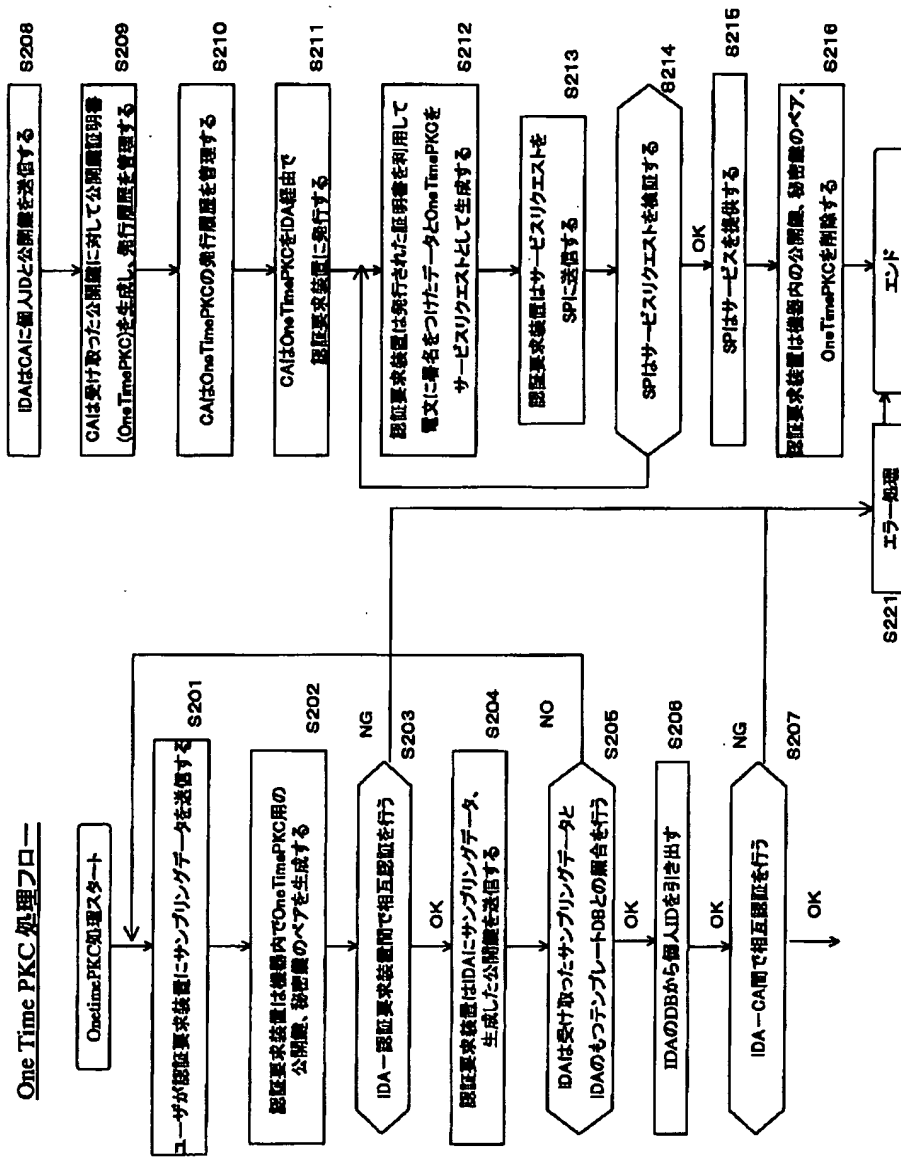 One Time PKC 処理フロー
OnetimePKC処理スタート
ユーザが認証要求装置にサンプリングデータを送信する
S201
認証要求装置は機器内でOneTimePKC用の
公開鍵、秘密鍵のペアを生成する
S202
IDA－認証要求装置間で相互認証を行う
NG
S203
OK
認証要求装置はIDAにサンプリングデータ、
生成した公開鍵を送信する
S204
IDAは受け取ったサンプリングデータと
IDAのもつテンプレートDBとの照合を行う
NO
S205
OK
IDAのDBから個人IDを引き出す
S206
OK
IDA－CA間で相互認証を行う
NG
S207
OK
IDAはCAに個人IDと公開鍵を送信する
S208
CAは受け取った公開鍵に対して公開鍵証明書
(OneTimePKC)を生成し、発行履歴を管理する
S209
CAはOneTimePKCの発行履歴を管理する
S210
CAはOneTimePKCをIDA経由で
認証要求装置に発行する
S211
認証要求装置は発行された証明書を利用して
電文に署名をつけたデータとOneTimePKCを
サービスリクエストとして生成する
S212
認証要求装置はサービスリクエストを
SPに送信する
S213
SPはサービスリクエストを検証する
S214
OK
SPはサービスを提供する
S215
認証要求装置は機器内の公開鍵、秘密鍵のペア、
OneTimePKCを削除する
S216
エラー処理
S221
エンド